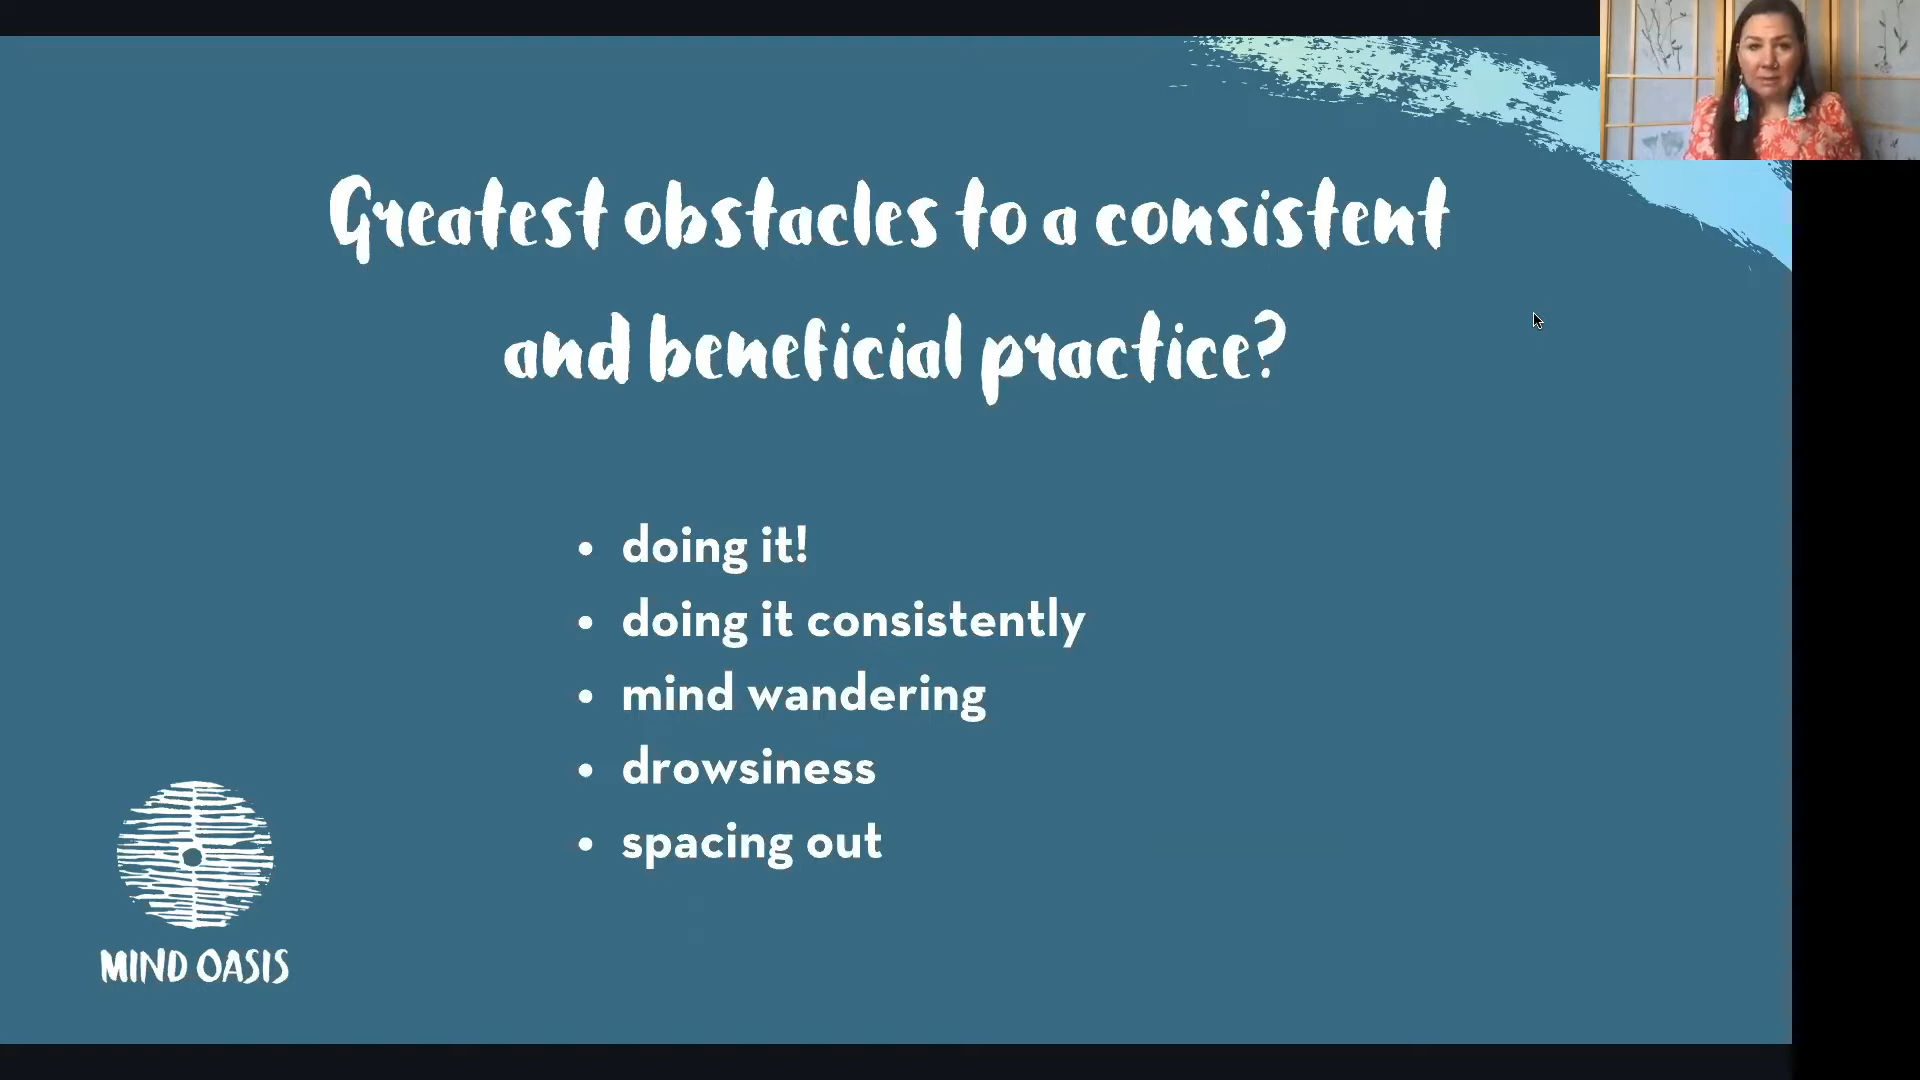 Greatest obstacles to a consistent
and beneficial practice?
• doing it!
• doing it consistently
• mind wandering
• drowsiness
• spacing out
MIND OASIS